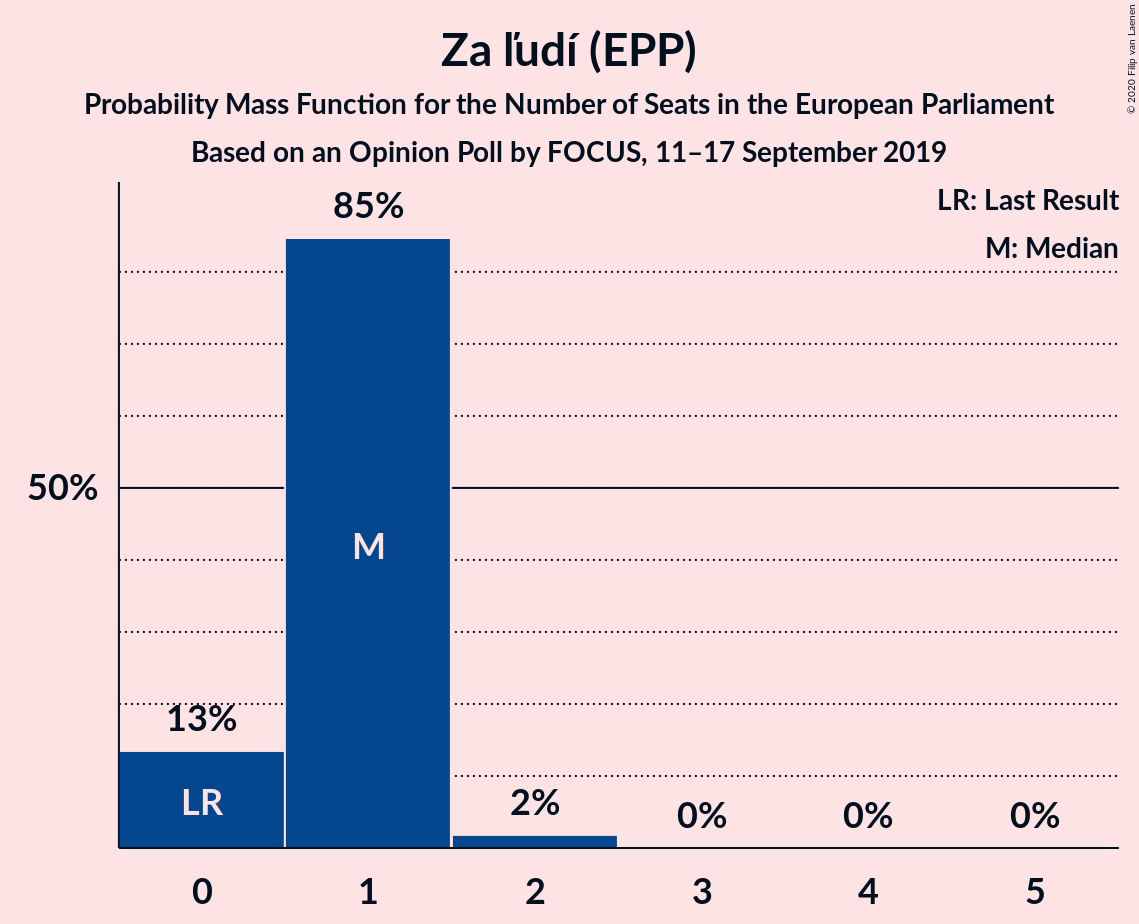 Za ľudí (EPP)
Probability Mass Function for the Number of Seats in the European Parliament
Based on an Opinion Poll by FOCUS, 11–17 September 2019
© 2020 Filip van Laenen
LR: Last Result
M: Median
85%
50%
M
13%
LR
2%
0%
0%
0%
0
1
2
3
4
5